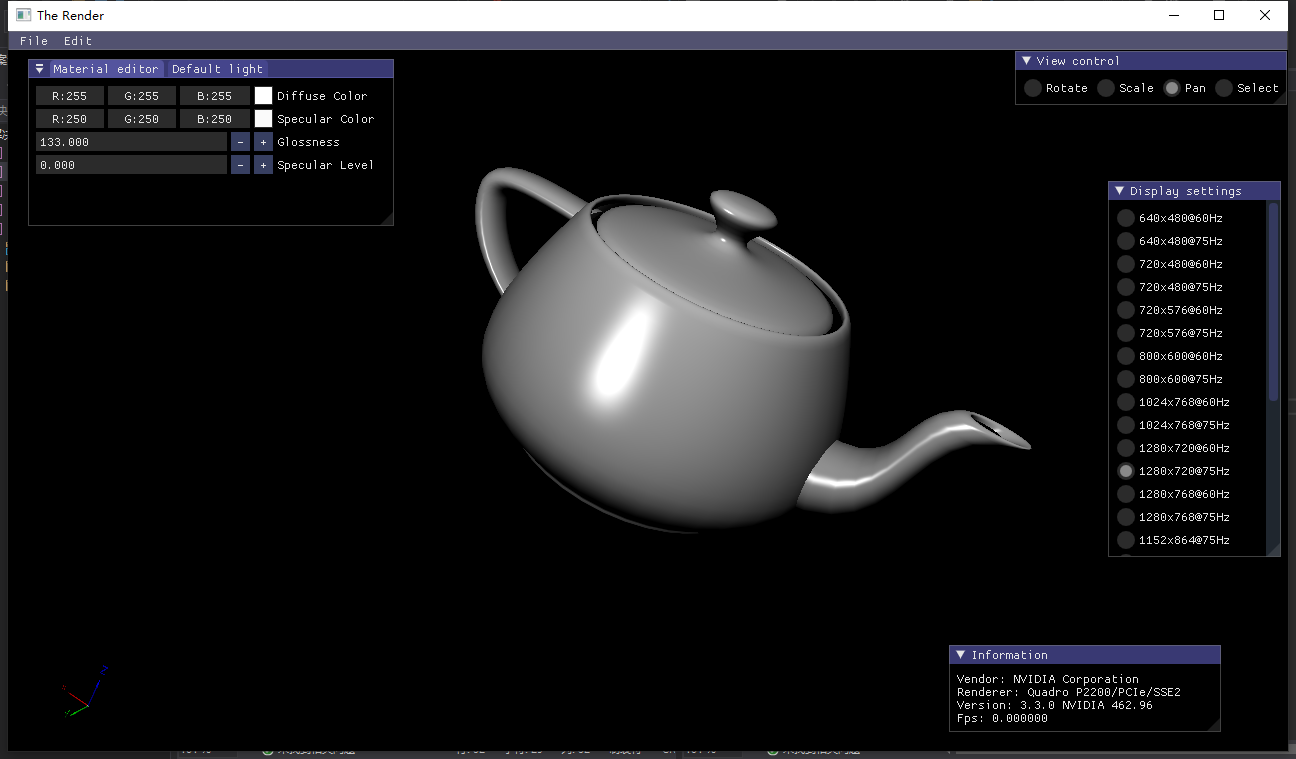 The Render
File Edit
Material editor Default light
R:255 G:255 B:255 Diffuse Color
R:250 G:250 B:250 Specular Color
133.000 - + Glossness
0.000 - + Specular Level
View control
Rotate Scale Pan Select
Display settings
640x480@60Hz
640x480@75Hz
720x480@60Hz
720x480@75Hz
720x576@60Hz
720x576@75Hz
800x600@60Hz
800x600@75Hz
1024x768@60Hz
1024x768@75Hz
1280x720@60Hz
1280x720@75Hz
1280x768@60Hz
1280x768@75Hz
1152x864@75Hz
Information
Vendor: NVIDIA Corporation
Renderer: Quadro P2200/PCIe/SSE2
Version: 3.3.0 NVIDIA 462.96
Fps: 0.000000